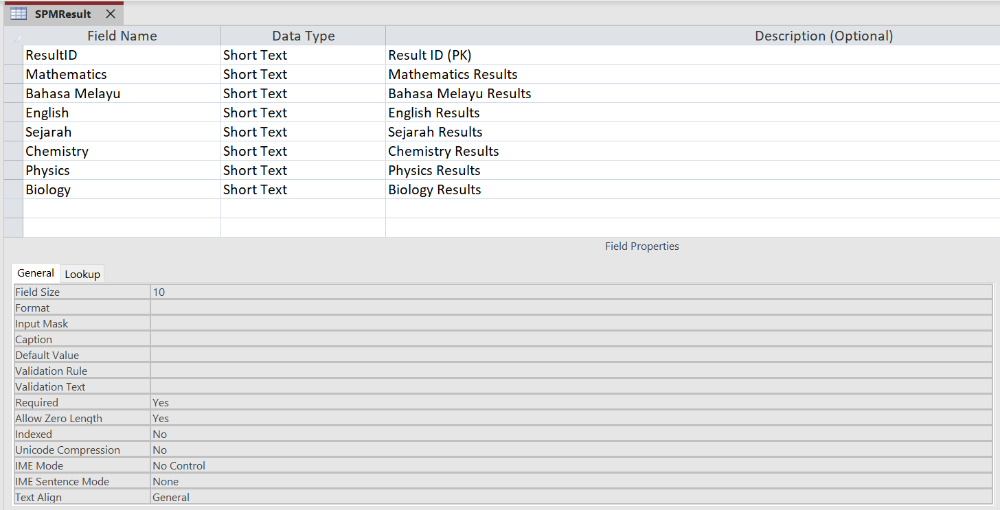 SPMResult
Field Name Data Type Description (Optional)
ResultID Short Text Result ID (PK)
Mathematics Short Text Mathematics Results
Bahasa Melayu Short Text Bahasa Melayu Results
English Short Text English Results
Sejarah Short Text Sejarah Results
Chemistry Short Text Chemistry Results
Physics Short Text Physics Results
Biology Short Text Biology Results
Field Properties
General Lookup
Field Size 10
Format
Input Mask
Caption
Default Value
Validation Rule
Validation Text
Required Yes
Allow Zero Length Yes
Indexed No
Unicode Compression No
IME Mode No Control
IME Sentence Mode None
Text Align General